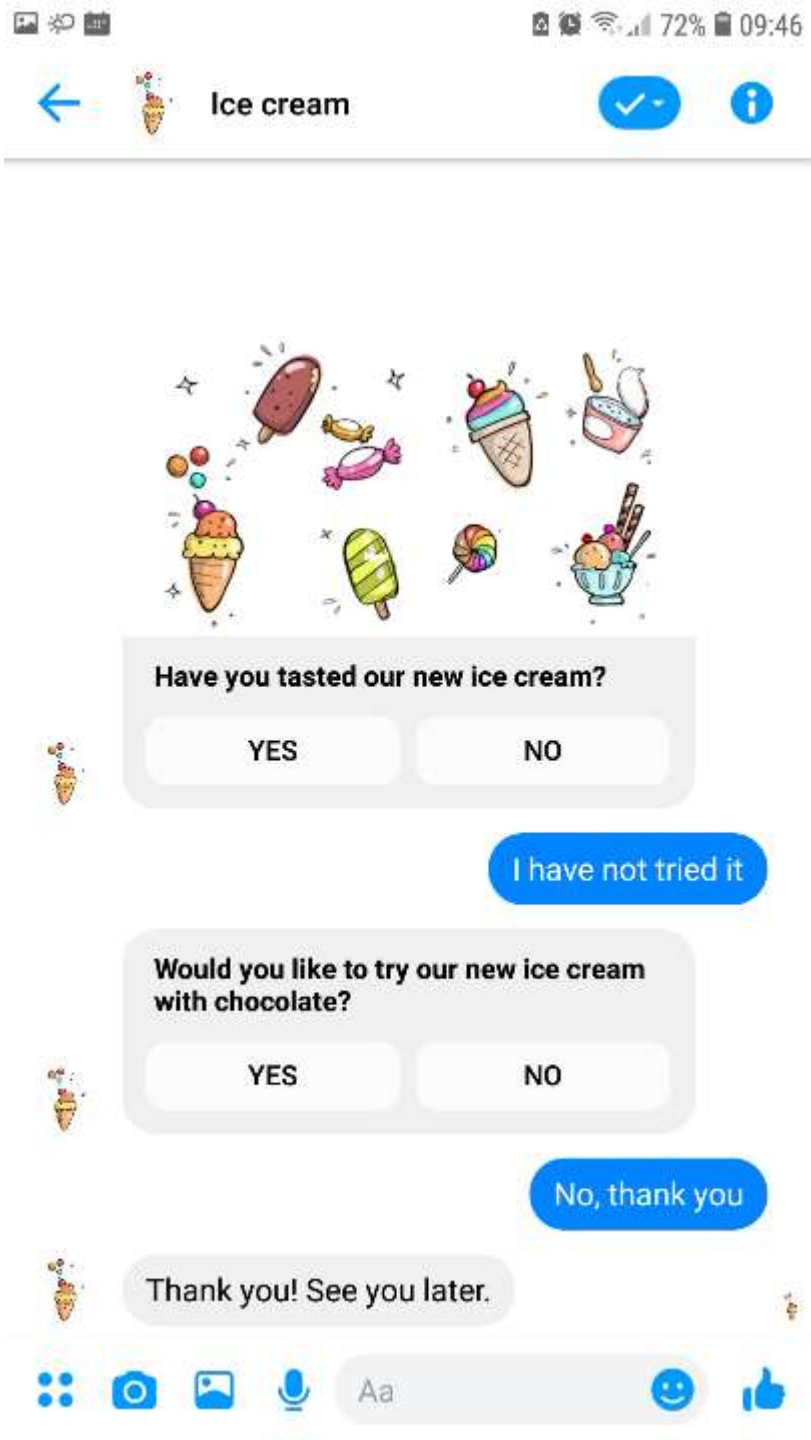 72% 09:46
Ice cream
Have you tasted our new ice cream?
YES NO
I have not tried it
Would you like to try our new ice cream
with chocolate?
YES NO
No, thank you
Thank you! See you later.
Aa